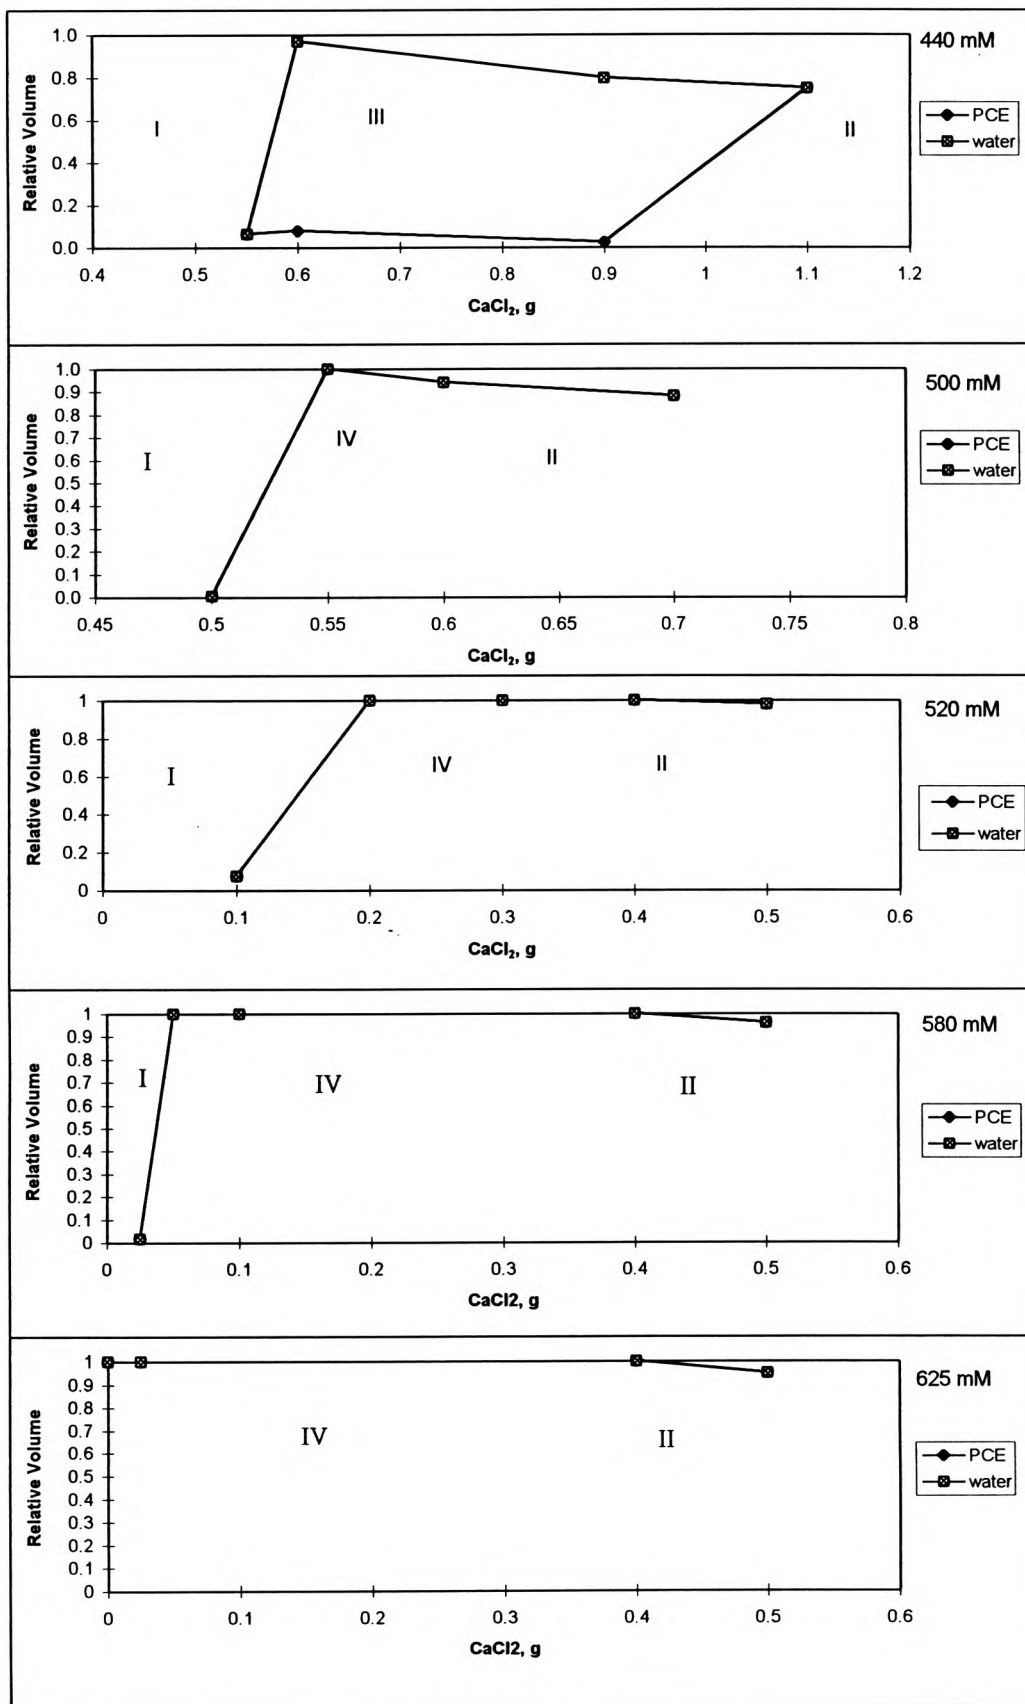 440 mM
1.0
0.8
0.6
0.4
0.2
0.0
Relative Volume
I
III
II
PCE
water
0.4 0.5 0.6 0.7 0.8 0.9 1 1.1 1.2
CaCl₂, g
500 mM
1.0
0.9
0.8
0.7
0.6
0.5
0.4
0.3
0.2
0.1
0.0
Relative Volume
I
IV
II
PCE
water
0.45 0.5 0.55 0.6 0.65 0.7 0.75 0.8
CaCl₂, g
520 mM
1
0.8
0.6
0.4
0.2
0
Relative Volume
I
IV
II
PCE
water
0 0.1 0.2 0.3 0.4 0.5 0.6
CaCl₂, g
580 mM
1
0.9
0.8
0.7
0.6
0.5
0.4
0.3
0.2
0.1
0
Relative Volume
I
IV
II
PCE
water
0 0.1 0.2 0.3 0.4 0.5 0.6
CaCl2, g
625 mM
1
0.9
0.8
0.7
0.6
0.5
0.4
0.3
0.2
0.1
0
Relative Volume
IV
II
PCE
water
0 0.1 0.2 0.3 0.4 0.5 0.6
CaCl2, g